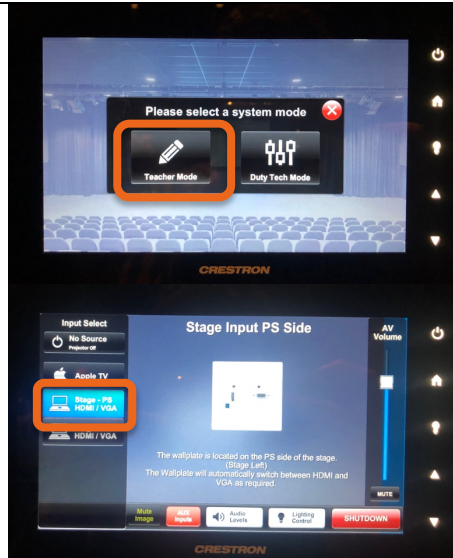 Please select a system mode
Teacher Mode
Duty Tech Mode
CRESTRON
Input Select
No Source
Projector Off
Apple TV
Stage - PS
HDMI / VGA
HDMI / VGA
Stage Input PS Side
AV
Volume
The wallplate is located on the PS side of the stage.
(Stage Left)
The Wallplate will automatically switch between HDMI and
VGA as required.
MUTE
Mute
Image
AUX
Inputs
Audio
Levels
Lighting
Control
SHUTDOWN
CRESTRON